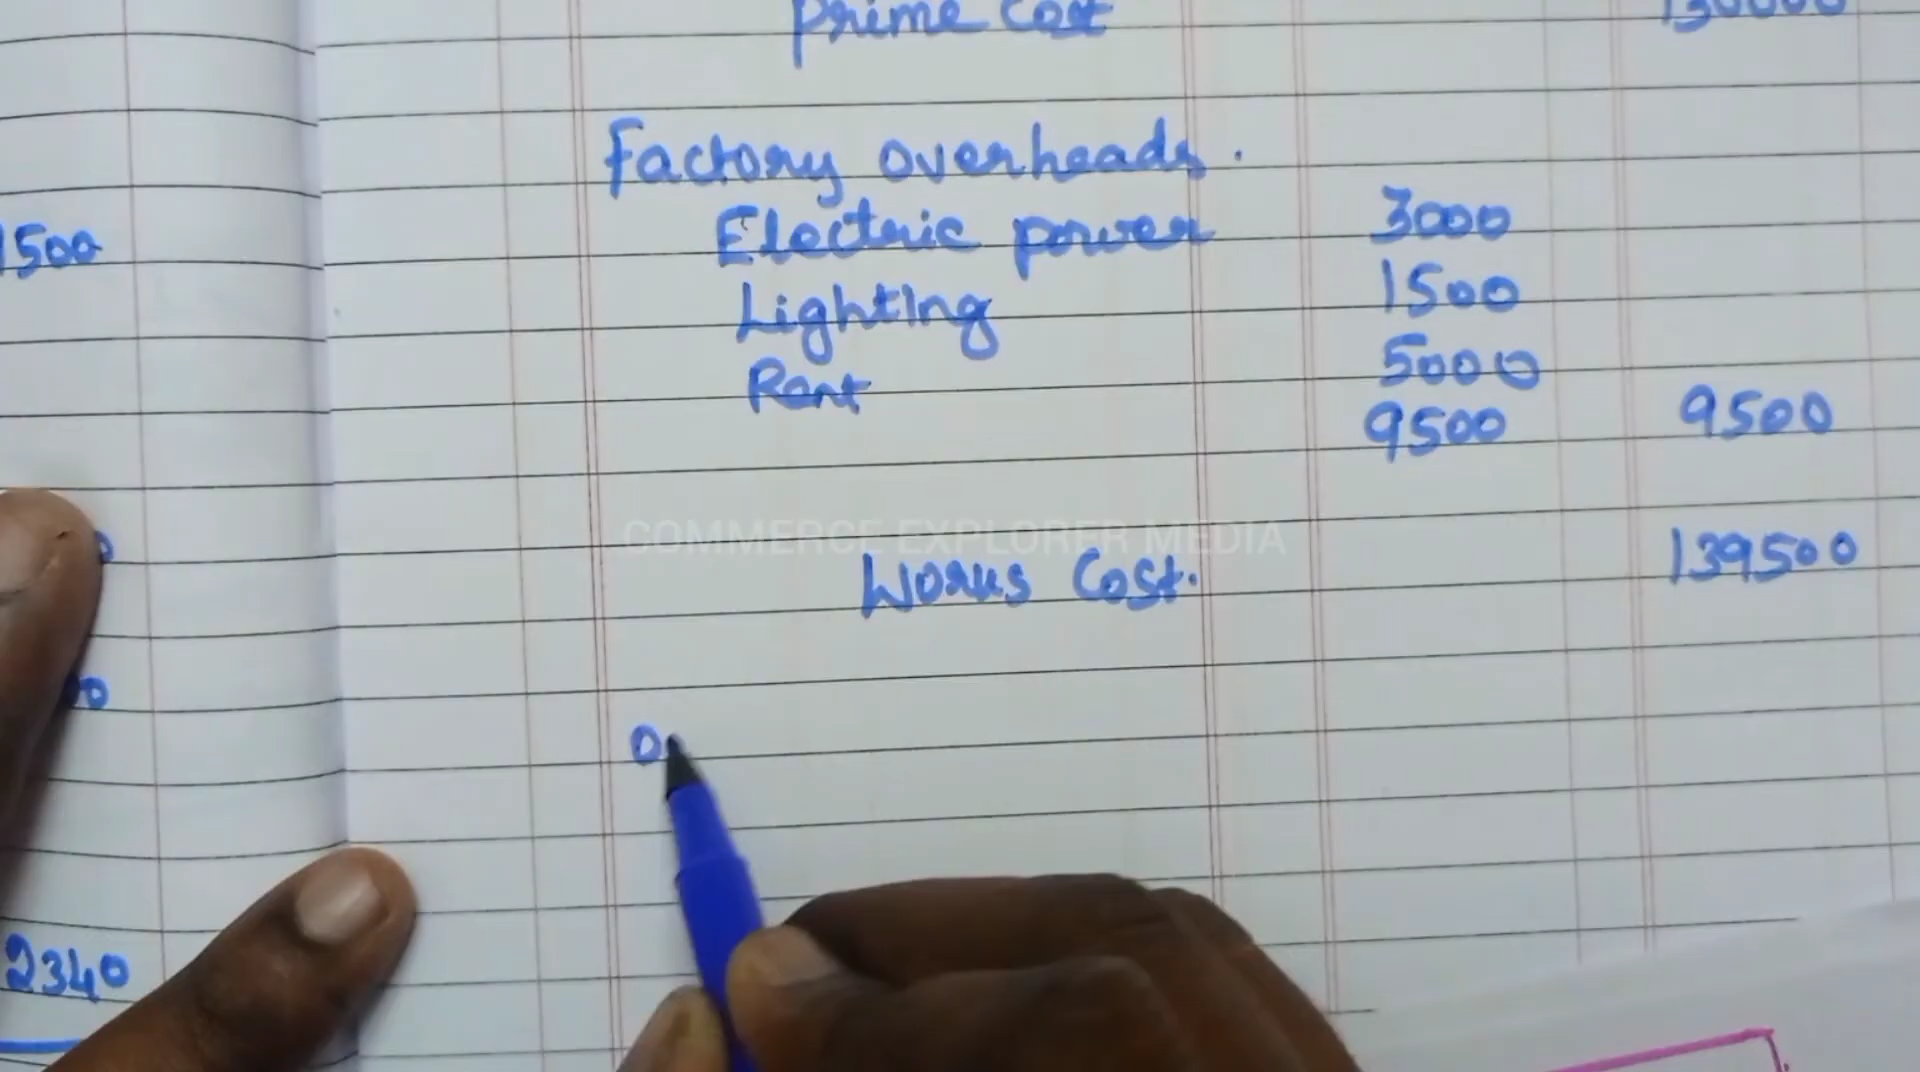 Prime Cost 130000
1500
Factory overheads.
Electric power 3000
Lighting 1500
Rent 5000
9500 9500
COMMERCE EXPLORER MEDIA
Works Cost. 139500
2340